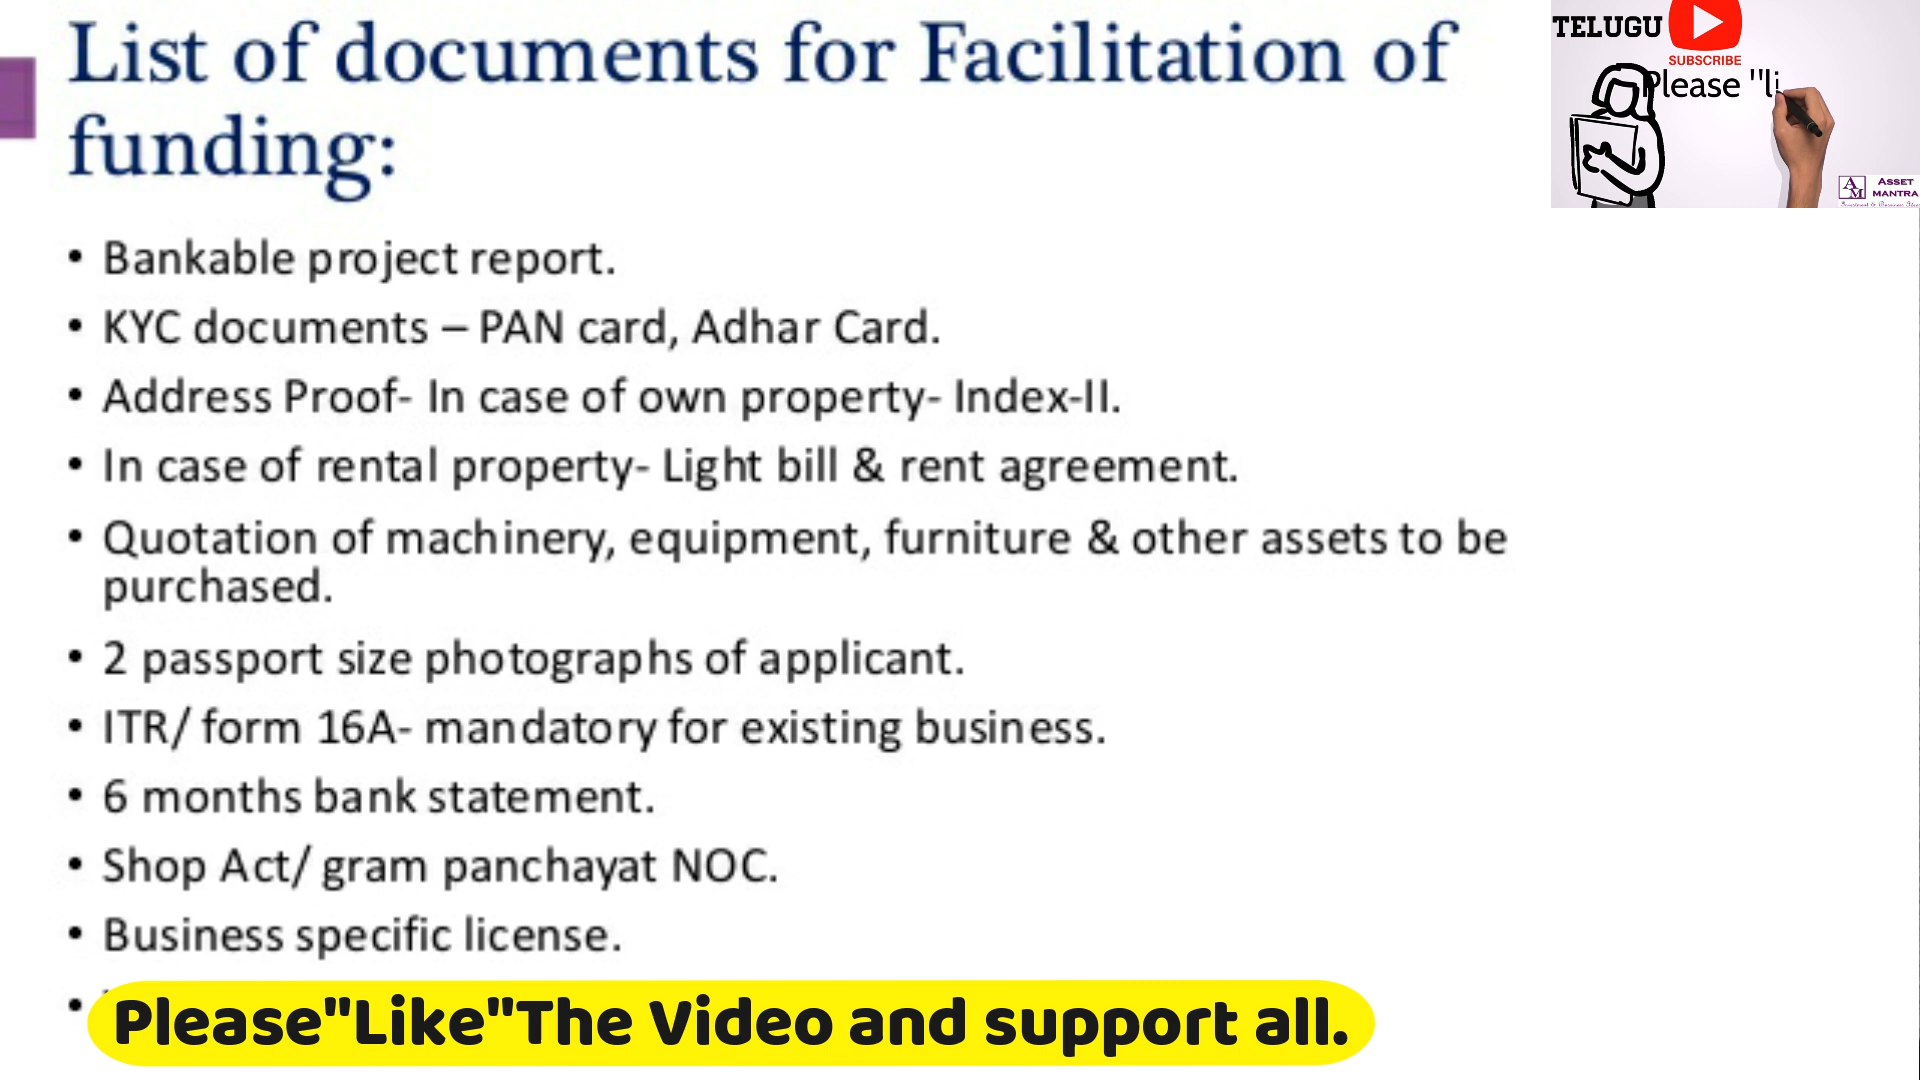 List of documents for Facilitation of
funding:
TELUGU
SUBSCRIBE
Please "li
AM
ASSET
MANTRA
• Bankable project report.
• KYC documents – PAN card, Adhar Card.
• Address Proof- In case of own property- Index-II.
• In case of rental property- Light bill & rent agreement.
• Quotation of machinery, equipment, furniture & other assets to be
purchased.
• 2 passport size photographs of applicant.
• ITR/ form 16A- mandatory for existing business.
• 6 months bank statement.
• Shop Act/ gram panchayat NOC.
• Business specific license.
•
Please"Like"The Video and support all.